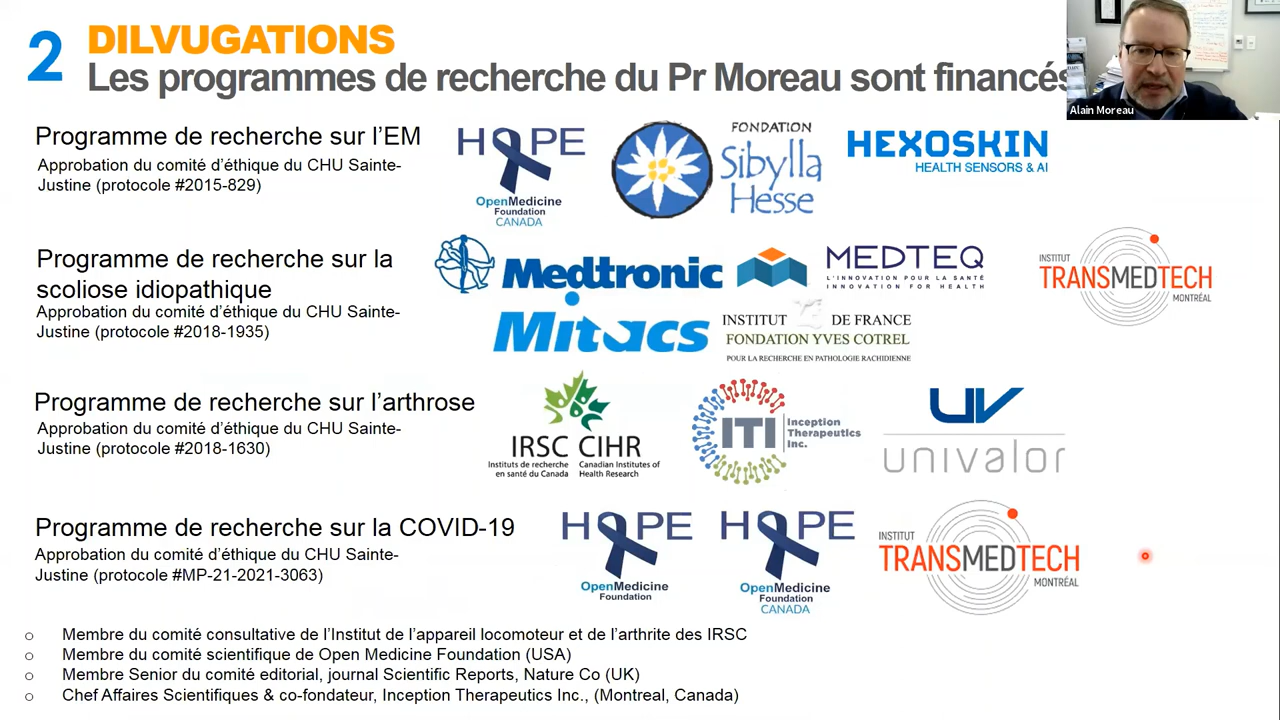 2
DILVUGATIONS
Les programmes de recherche du Pr Moreau sont financés
Alain Moreau
Programme de recherche sur l'EM
Approbation du comité d'éthique du CHU Sainte-
Justine (protocole #2015-829)
HOPE
OpenMedicine
Foundation
CANADA
FONDATION
Sibylla
Hesse
HEXOSKIN
HEALTH SENSORS & AI
Programme de recherche sur la
scoliose idiopathique
Approbation du comité d'éthique du CHU Sainte-
Justine (protocole #2018-1935)
Medtronic
MEDTEQ
L'INNOVATION POUR LA SANTÉ
INNOVATION FOR HEALTH
INSTITUT
TRANSMEDTECH
MONTRÉAL
Mitacs
INSTITUT DE FRANCE
FONDATION YVES COTREL
POUR LA RECHERCHE EN PATHOLOGIE RACHIDIENNE
Programme de recherche sur l'arthrose
Approbation du comité d'éthique du CHU Sainte-
Justine (protocole #2018-1630)
IRSC CIHR
Instituts de recherche
en santé du Canada
Canadian Institutes of
Health Research
ITI
Inception
Therapeutics
Inc.
UV
univalor
Programme de recherche sur la COVID-19
Approbation du comité d'éthique du CHU Sainte-
Justine (protocole #MP-21-2021-3063)
HOPE
OpenMedicine
Foundation
HOPE
OpenMedicine
Foundation
CANADA
INSTITUT
TRANSMEDTECH
MONTRÉAL
o Membre du comité consultative de l'Institut de l'appareil locomoteur et de l'arthrite des IRSC
o Membre du comité scientifique de Open Medicine Foundation (USA)
o Membre Senior du comité editorial, journal Scientific Reports, Nature Co (UK)
o Chef Affaires Scientifiques & co-fondateur, Inception Therapeutics Inc., (Montreal, Canada)